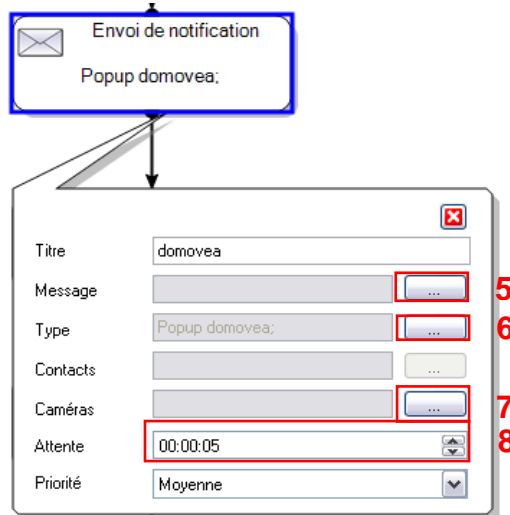 Envoi de notification
Popup domovea;
Titre domovea
Message ... 5
Type Popup domovea; ... 6
Contacts ...
Caméras ... 7
Attente 00:00:05 8
Priorité Moyenne